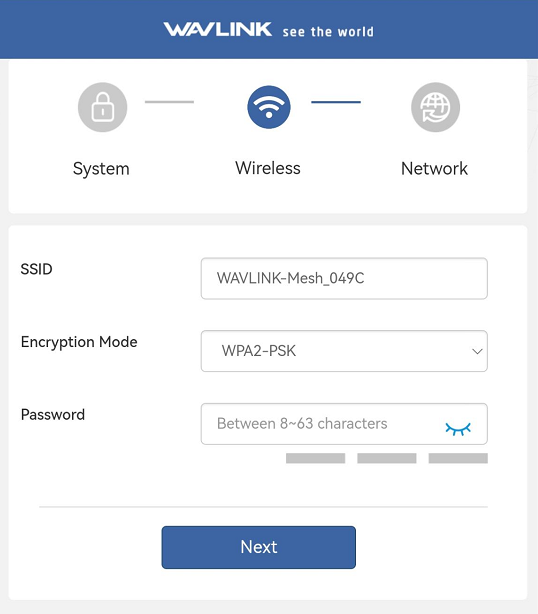 WAVLINK see the world
System Wireless Network
SSID WAVLINK-Mesh_049C
Encryption Mode WPA2-PSK
Password Between 8~63 characters
Next